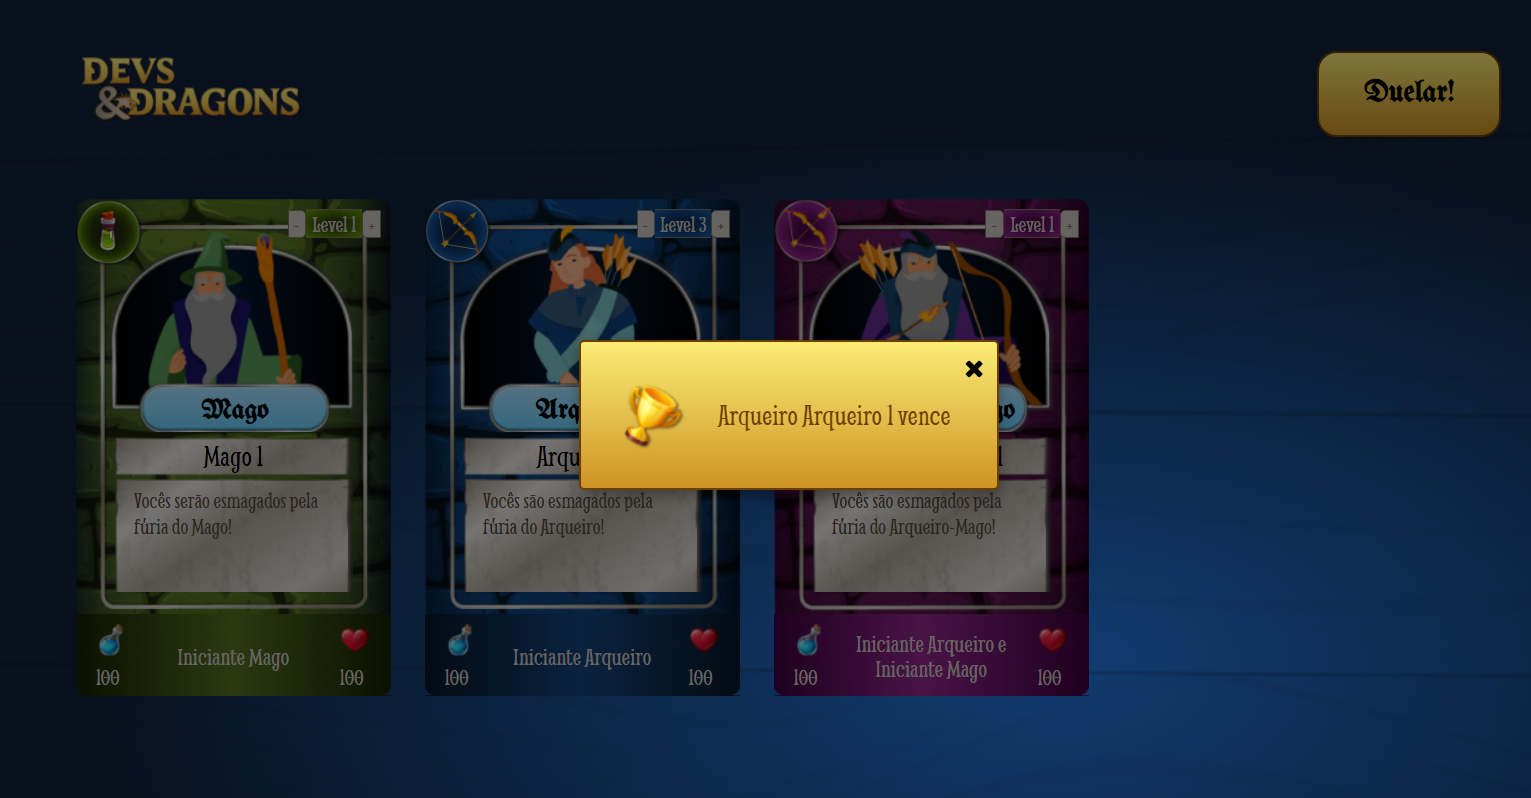 DEVS
&DRAGONS
Duelar!
- Level 1 +
- Level 3 +
- Level 1 +
Mago
Mago 1
Vocês serão esmagados pela
fúria do Mago!
100
Iniciante Mago
100
Vocês são esmagados pela
fúria do Arqueiro!
100
Iniciante Arqueiro
100
Vocês são esmagados pela
fúria do Arqueiro-Mago!
100
Iniciante Arqueiro e
Iniciante Mago
100
Arqueiro Arqueiro 1 vence